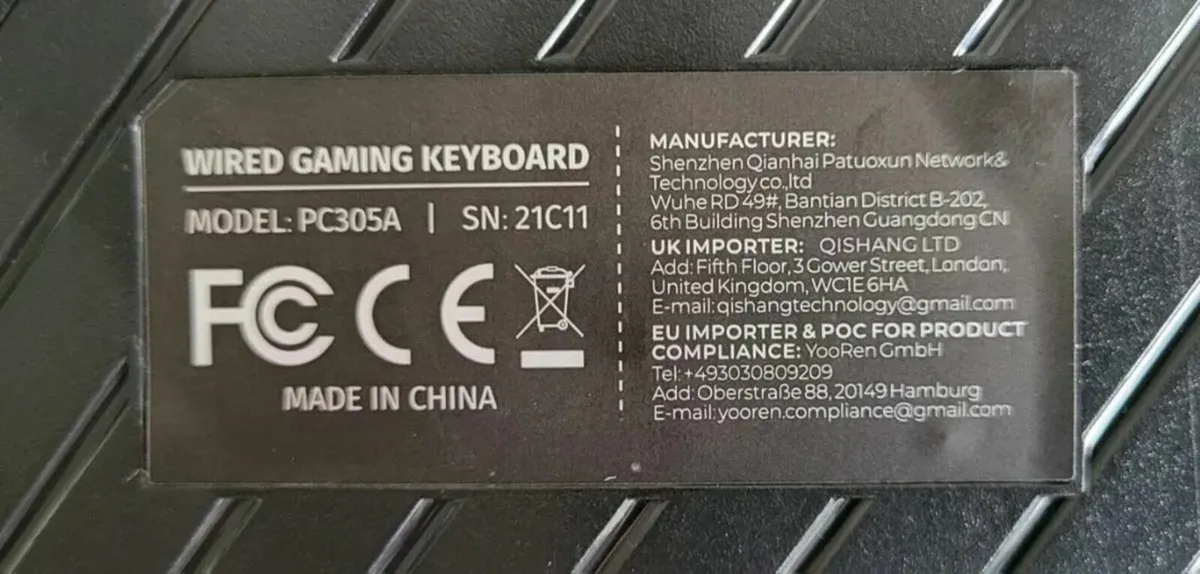 WIRED GAMING KEYBOARD
MODEL: PC305A | SN: 21C11
FC CE
MADE IN CHINA
MANUFACTURER:
Shenzhen Qianhai Patuoxun Network&
Technology co.,ltd
Wuhe RD 49#, Bantian District B-202,
6th Building Shenzhen Guangdong CN
UK IMPORTER: QISHANG LTD
Add: Fifth Floor, 3 Gower Street, London,
United Kingdom, WC1E 6HA
E-mail: qishangtechnology@gmail.com
EU IMPORTER & POC FOR PRODUCT
COMPLIANCE: YooRen GmbH
Tel: +493030809209
Add: Oberstraße 88, 20149 Hamburg
E-mail: yooren.compliance@gmail.com